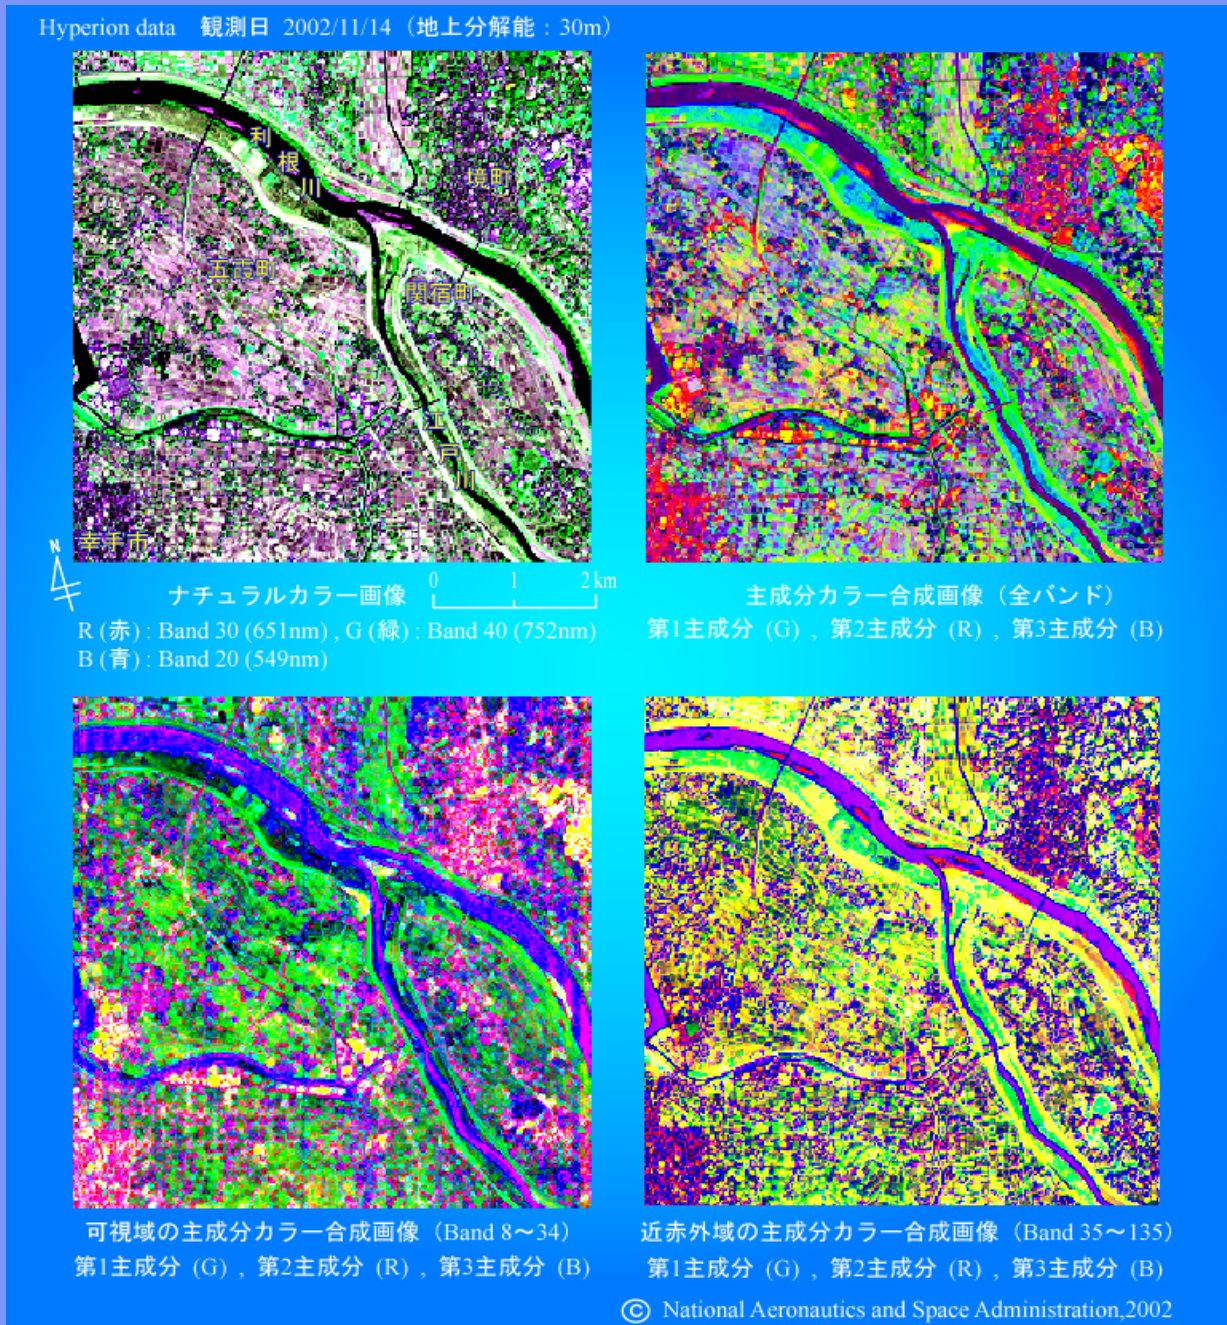 Hyperion data 観測日 2002/11/14 (地上分解能 : 30m)
利根川
境町
五霞町
関宿町
江戸川
幸手市
N
0 1 2 km
ナチュラルカラー画像
R (赤) : Band 30 (651nm) , G (緑) : Band 40 (752nm)
B (青) : Band 20 (549nm)
主成分カラー合成画像 (全バンド)
第1主成分 (G) , 第2主成分 (R) , 第3主成分 (B)
可視域の主成分カラー合成画像 (Band 8〜34)
第1主成分 (G) , 第2主成分 (R) , 第3主成分 (B)
近赤外域の主成分カラー合成画像 (Band 35〜135)
第1主成分 (G) , 第2主成分 (R) , 第3主成分 (B)
© National Aeronautics and Space Administration,2002